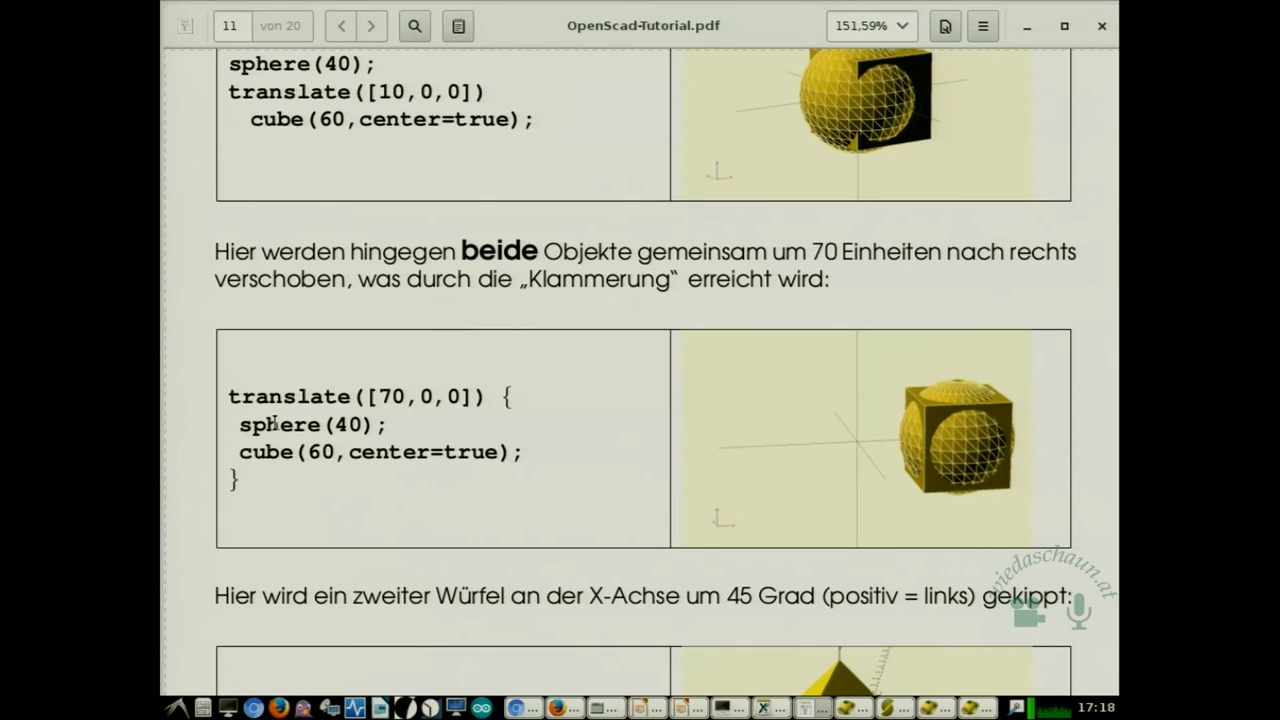 11 von 20 OpenScad-Tutorial.pdf 151,59%
sphere(40);
translate([10,0,0])
cube(60,center=true);
Hier werden hingegen beide Objekte gemeinsam um 70 Einheiten nach rechts
verschoben, was durch die „Klammerung“ erreicht wird:
translate([70,0,0]) {
sphere(40);
cube(60,center=true);
}
Hier wird ein zweiter Würfel an der X-Achse um 45 Grad (positiv = links) gekippt:
wiedaschaun.at
17:18